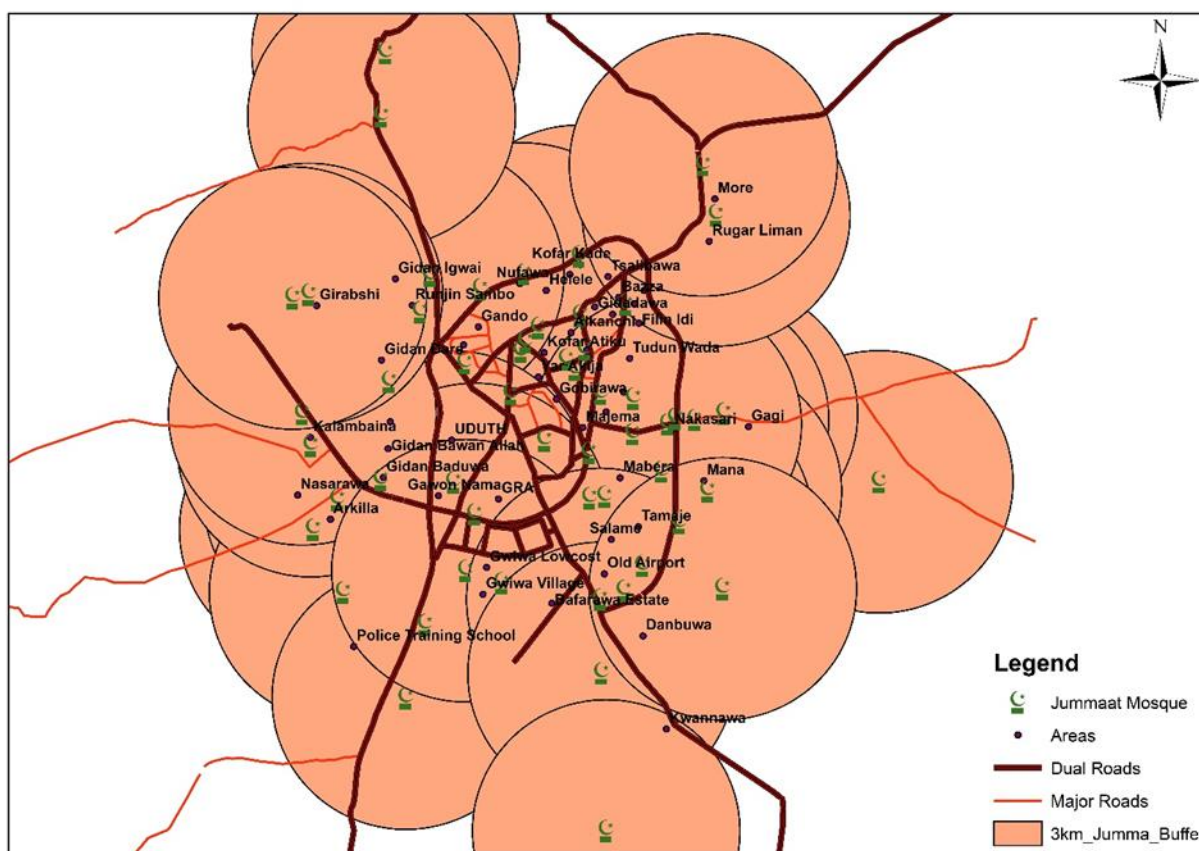 N
More
Rugar Liman
Kofar Kade
Tsalibawa
Nufawa
Helele
Gidan Igwai
Bazza
Girabshi
Runjin Sambo
Gidadawa
Gando
Alkanchi
Filin Idi
Gidan Dare
Kofar Atiku
Tudun Wada
Yar Akija
Gobirawa
Majema
Nakasari
Gagi
Kalambaina
UDUTH
Gidan Bawan Allah
Gidan Baduwa
Mabera
Mana
Nasarawa
Gawon Nama
GRA
Arkilla
Tamaje
Salame
Gwiwa Lowcost
Old Airport
Gwiwa Village
Bafarawa Estate
Police Training School
Danbuwa
Kwannawa
Legend
Jummaat Mosque
Areas
Dual Roads
Major Roads
3km_Jumma_Buffe